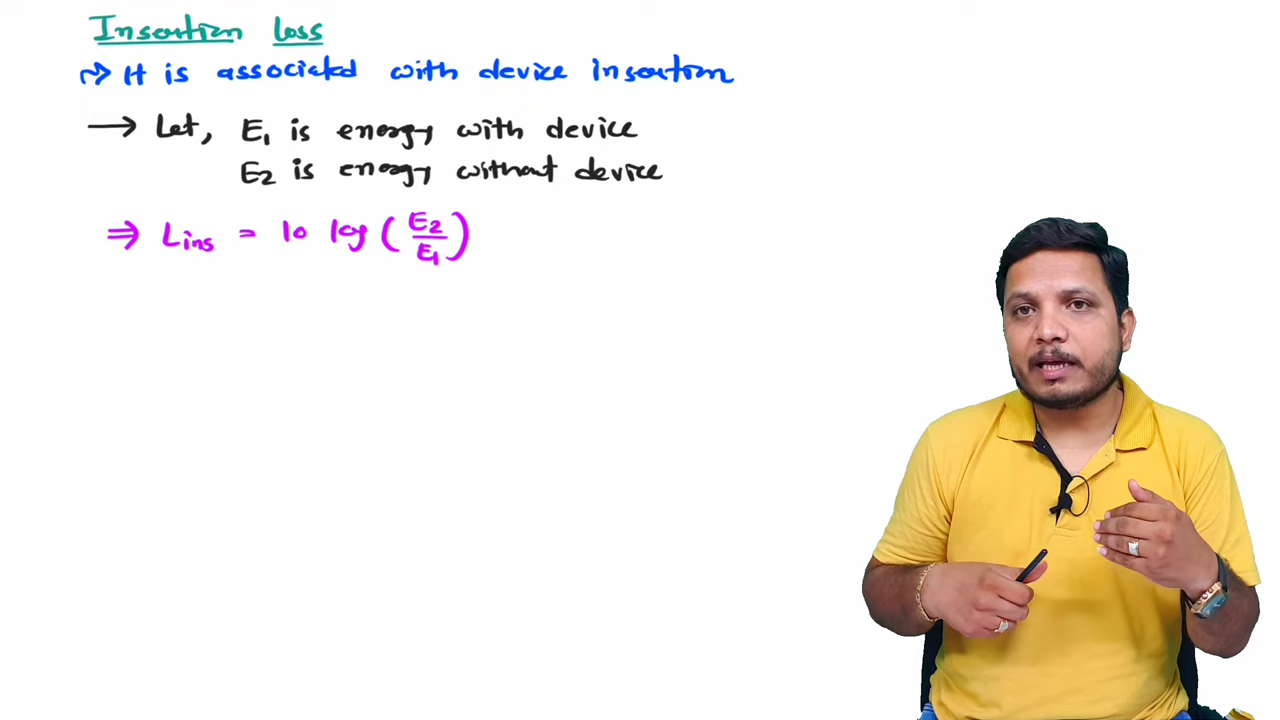 Insertion Loss
~> It is associated with device insertion
→ Let, E₁ is energy with device
E₂ is energy without device
⇒ Lᵢₙₛ = 10 log (E₂/E₁)